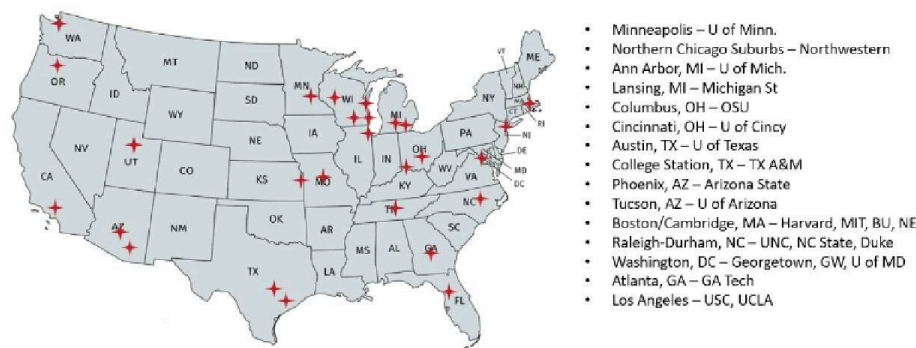 WA
MT
ND
MN
OR
ID
SD
WI
MI
WY
IA
NE
NV
UT
CO
CA
KS
MO
IL
IN
OH
KY
WV
VA
PA
NY
VT
NH
ME
MA
CT
RI
NJ
DE
MD
DC
AZ
NM
OK
AR
TN
NC
SC
MS
AL
GA
TX
LA
FL
• Minneapolis – U of Minn.
• Northern Chicago Suburbs – Northwestern
• Ann Arbor, MI – U of Mich.
• Lansing, MI – Michigan St
• Columbus, OH – OSU
• Cincinnati, OH – U of Cincy
• Austin, TX – U of Texas
• College Station, TX – TX A&M
• Phoenix, AZ – Arizona State
• Tucson, AZ – U of Arizona
• Boston/Cambridge, MA – Harvard, MIT, BU, NE
• Raleigh-Durham, NC – UNC, NC State, Duke
• Washington, DC – Georgetown, GW, U of MD
• Atlanta, GA – GA Tech
• Los Angeles – USC, UCLA